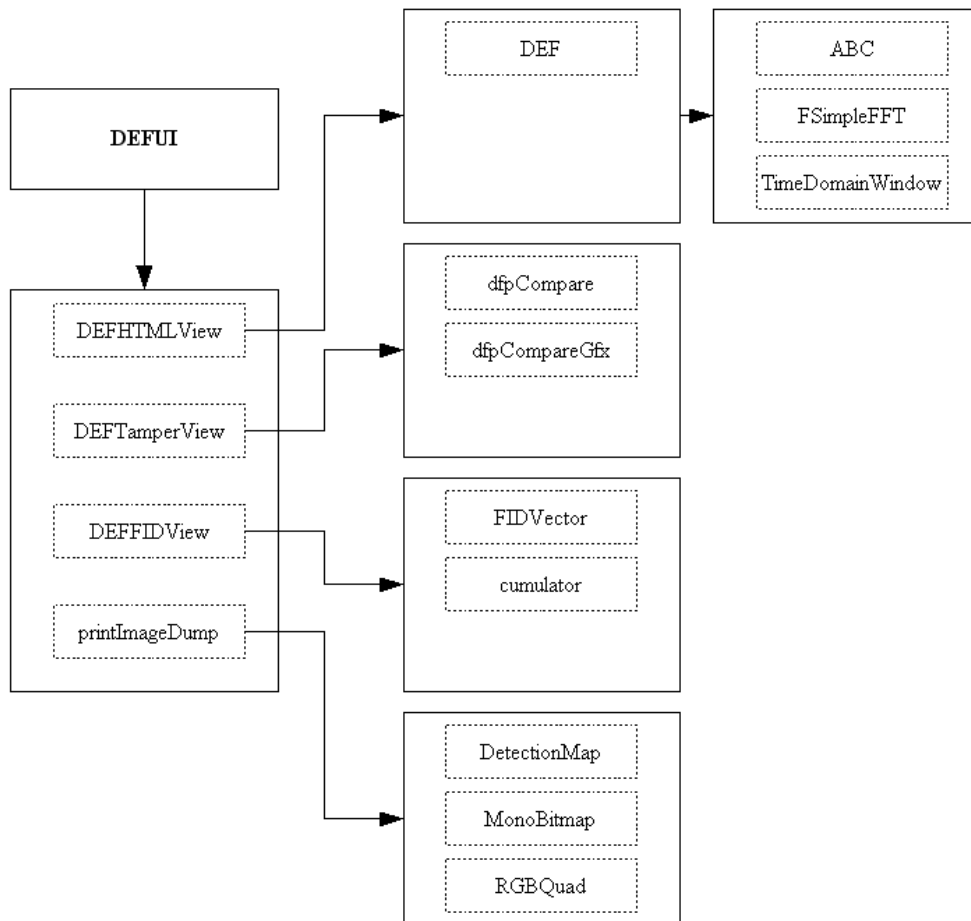 DEFUI
DEFHTMLView
DEFTamperView
DEFFIDView
printImageDump
DEF
dfpCompare
dfpCompareGfx
FIDVector
cumulator
DetectionMap
MonoBitmap
RGBQuad
ABC
FSimpleFFT
TimeDomainWindow